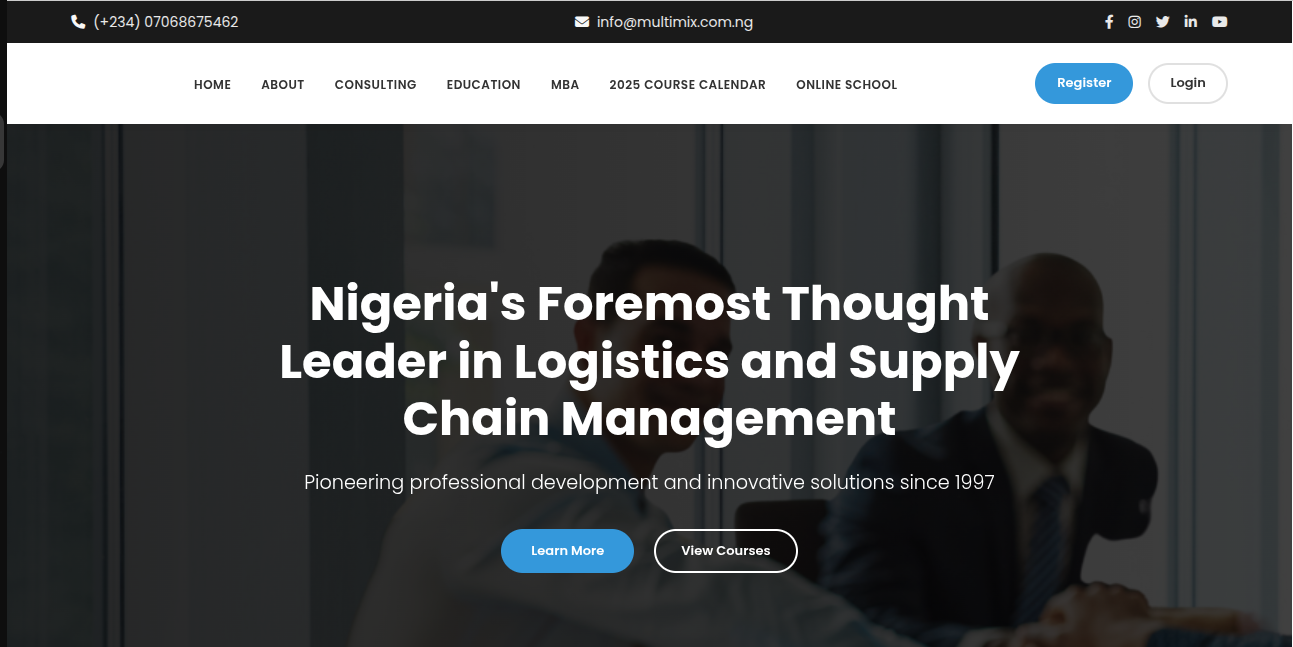 (+234) 07068675462
info@multimix.com.ng
HOME ABOUT CONSULTING EDUCATION MBA 2025 COURSE CALENDAR ONLINE SCHOOL
Register
Login
Nigeria's Foremost Thought
Leader in Logistics and Supply
Chain Management
Pioneering professional development and innovative solutions since 1997
Learn More
View Courses